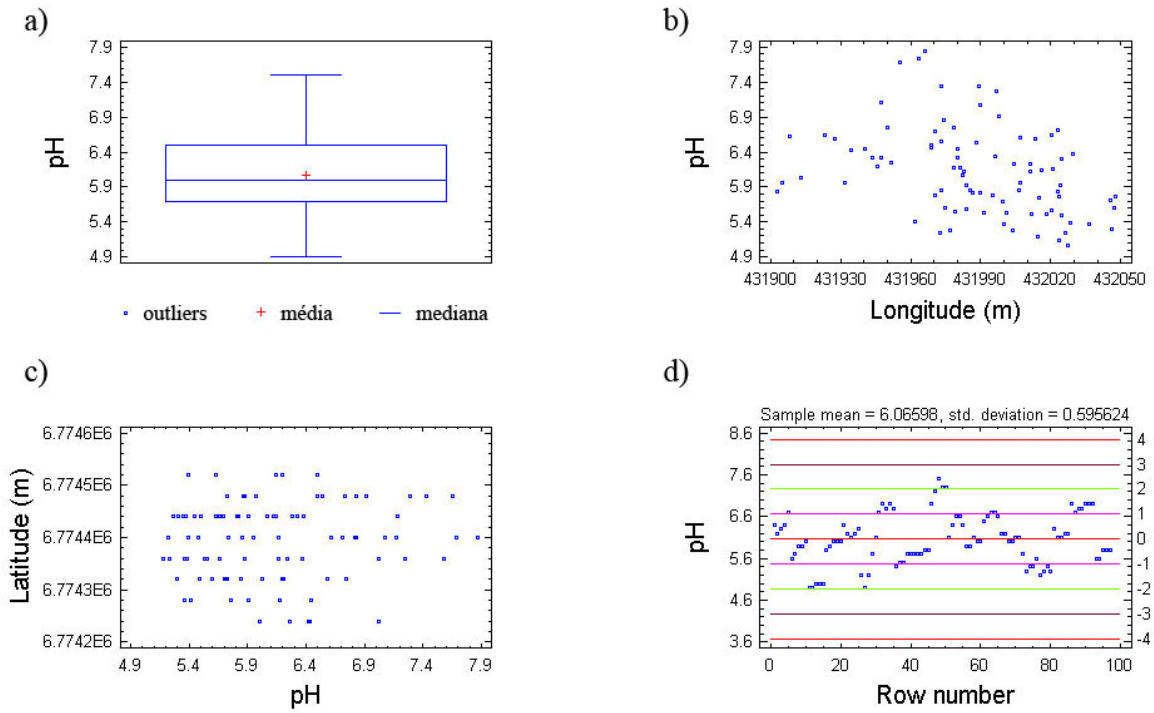 a)
7.9
7.4
6.9
6.4
5.9
5.4
4.9
pH
outliers média mediana
b)
7.9
7.4
6.9
6.4
5.9
5.4
4.9
pH
431900 431930 431960 431990 432020 432050
Longitude (m)
c)
6.7746E6
6.7745E6
6.7744E6
6.7743E6
6.7742E6
Latitude (m)
4.9 5.4 5.9 6.4 6.9 7.4 7.9
pH
d)
Sample mean = 6.06598, std. deviation = 0.595624
8.6
7.6
6.6
5.6
4.6
3.6
pH
4
3
2
1
0
-1
-2
-3
-4
0 20 40 60 80 100
Row number